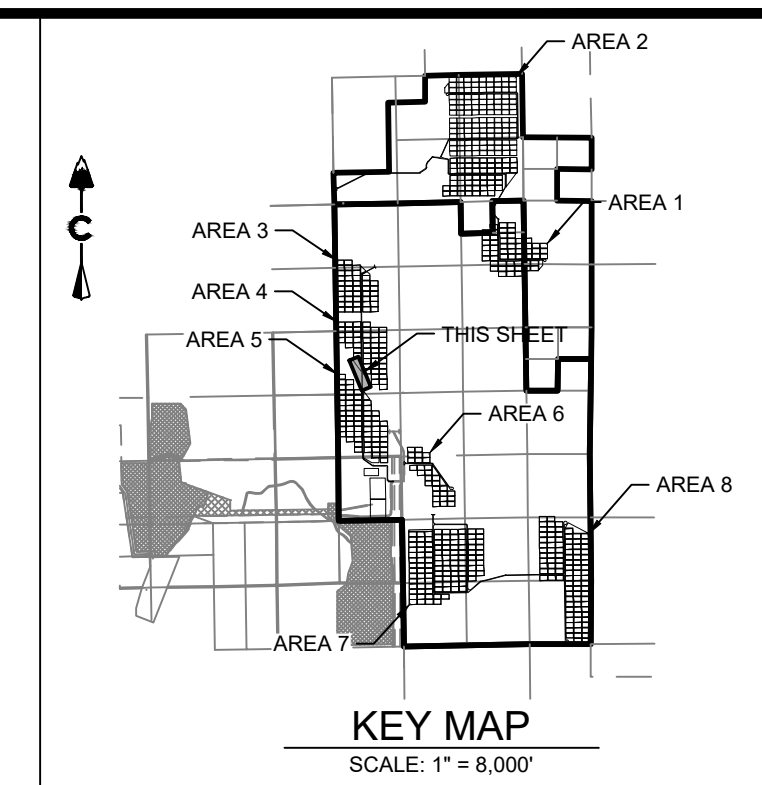 AREA 2
C
AREA 1
AREA 3
AREA 4
AREA 5
THIS SHEET
AREA 6
AREA 8
AREA 7
KEY MAP
SCALE: 1" = 8,000'